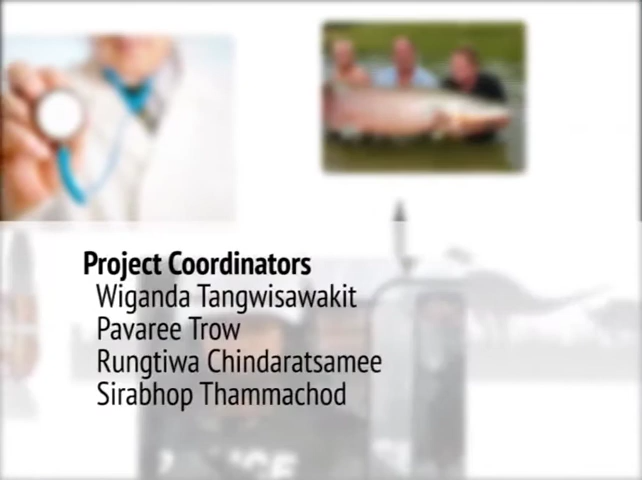 Project Coordinators
Wiganda Tangwisawakit
Pavaree Trow
Rungtiwa Chindaratsamee
Sirabhop Thammachod